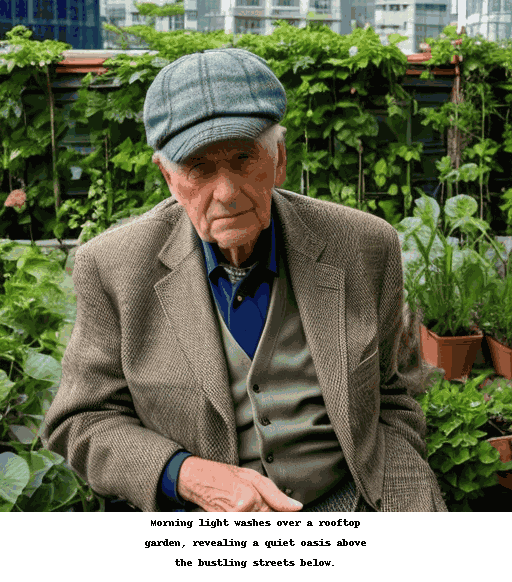 Morning light washes over a rooftop
garden, revealing a quiet oasis above
the bustling streets below.